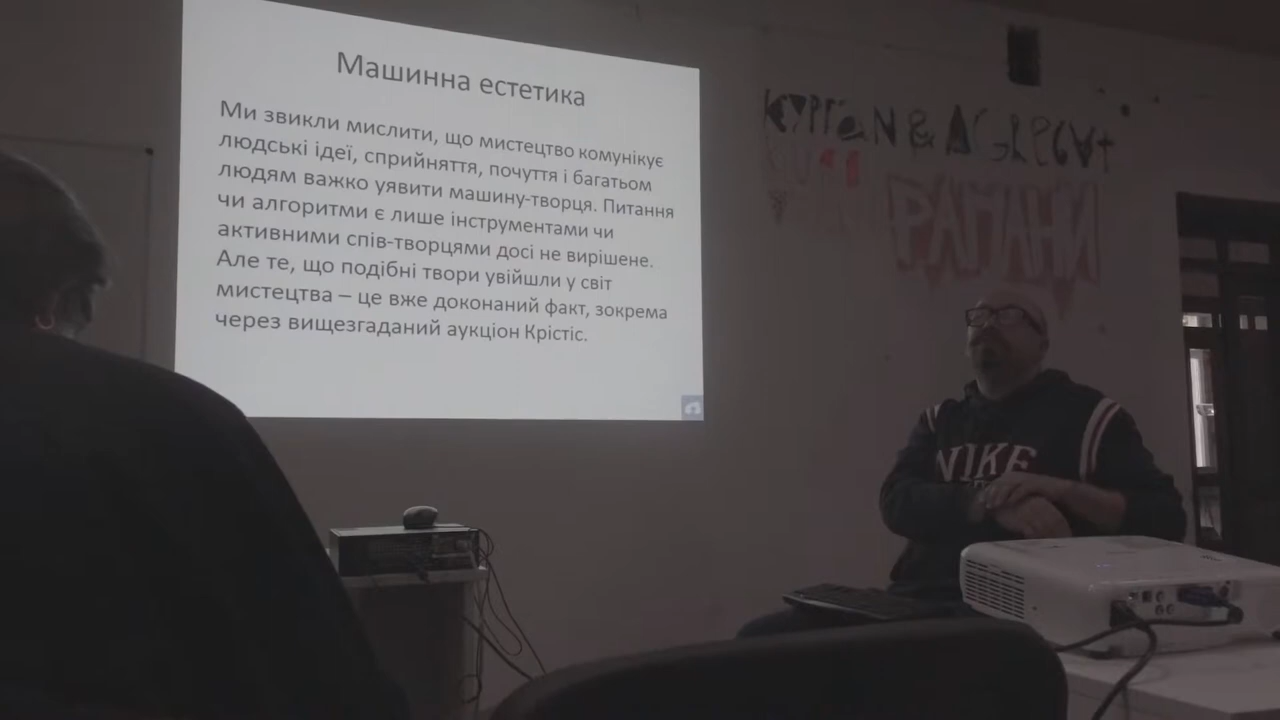 Машинна естетика
Ми звикли мислити, що мистецтво комунікує
людські ідеї, сприйняття, почуття і багатьом
людям важко уявити машину-творця. Питання
чи алгоритми є лише інструментами чи
активними спів-творцями досі не вирішене.
Але те, що подібні твори увійшли у світ
мистецтва – це вже доконаний факт, зокрема
через вищезгаданий аукціон Крістіс.
РАМАНИ
NIKE